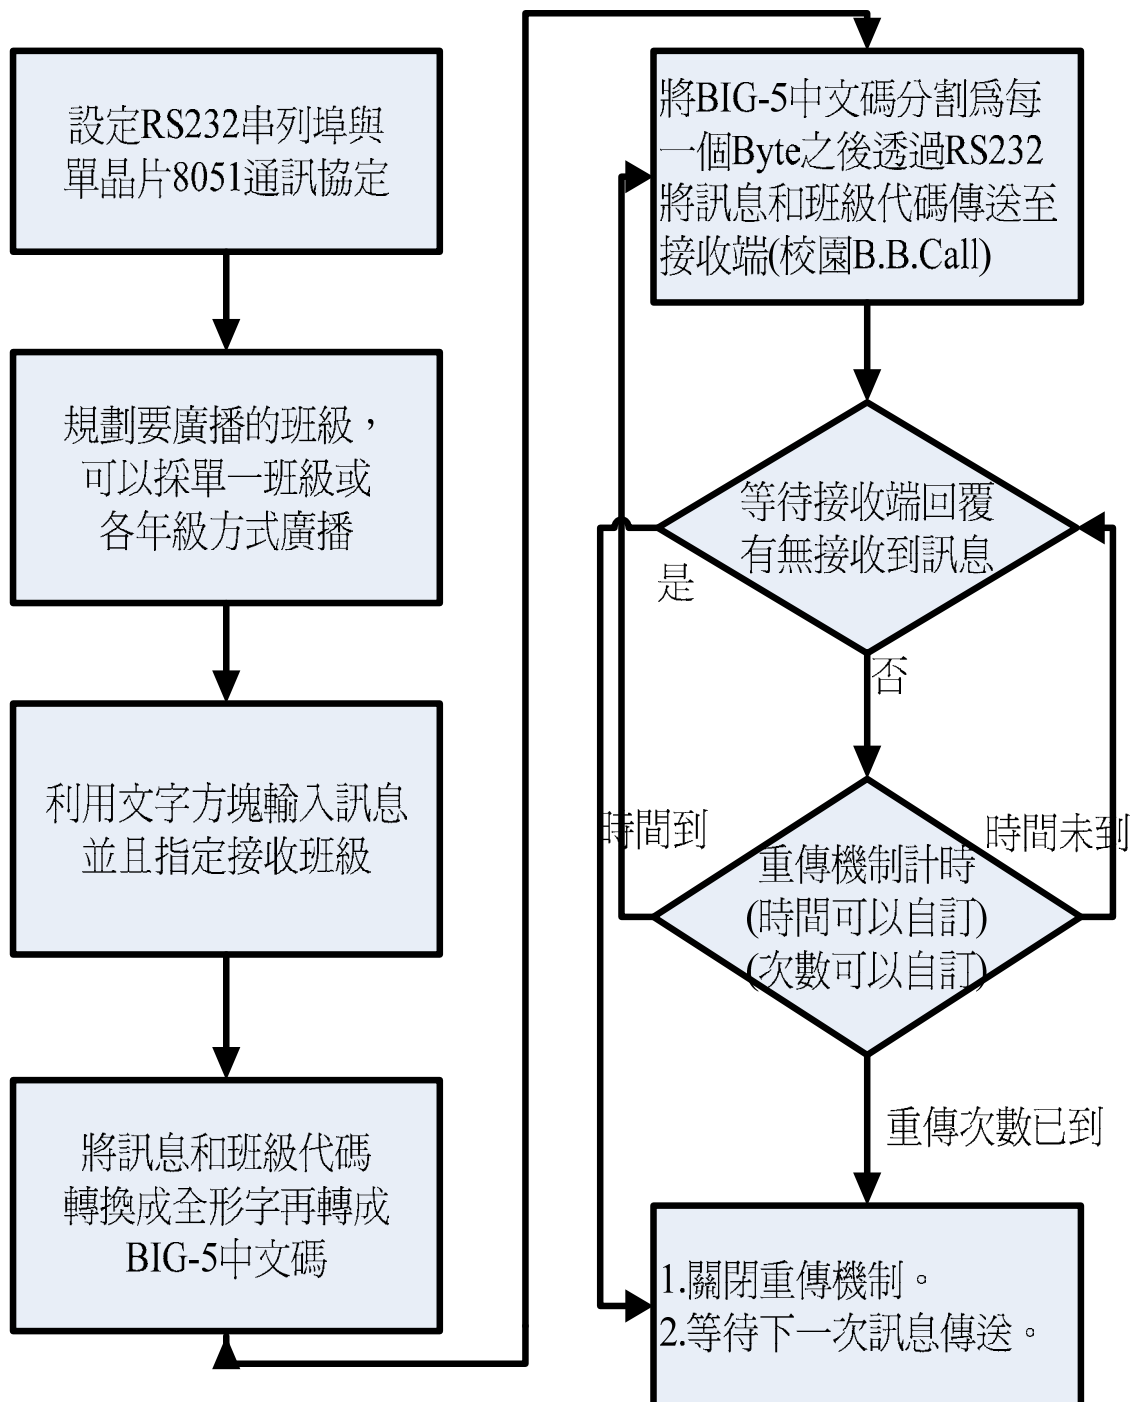 設定RS232串列埠與
單晶片8051通訊協定
規劃要廣播的班級，
可以採單一班級或
各年級方式廣播
利用文字方塊輸入訊息
並且指定接收班級
將訊息和班級代碼
轉換成全形字再轉成
BIG-5中文碼
將BIG-5中文碼分割爲每
一個Byte之後透過RS232
將訊息和班級代碼傳送至
接收端(校園B.B.Call)
等待接收端回覆
有無接收到訊息
是
否
時間到
時間未到
重傳機制計時
(時間可以自訂)
(次數可以自訂)
重傳次數已到
1.關閉重傳機制。
2.等待下一次訊息傳送。